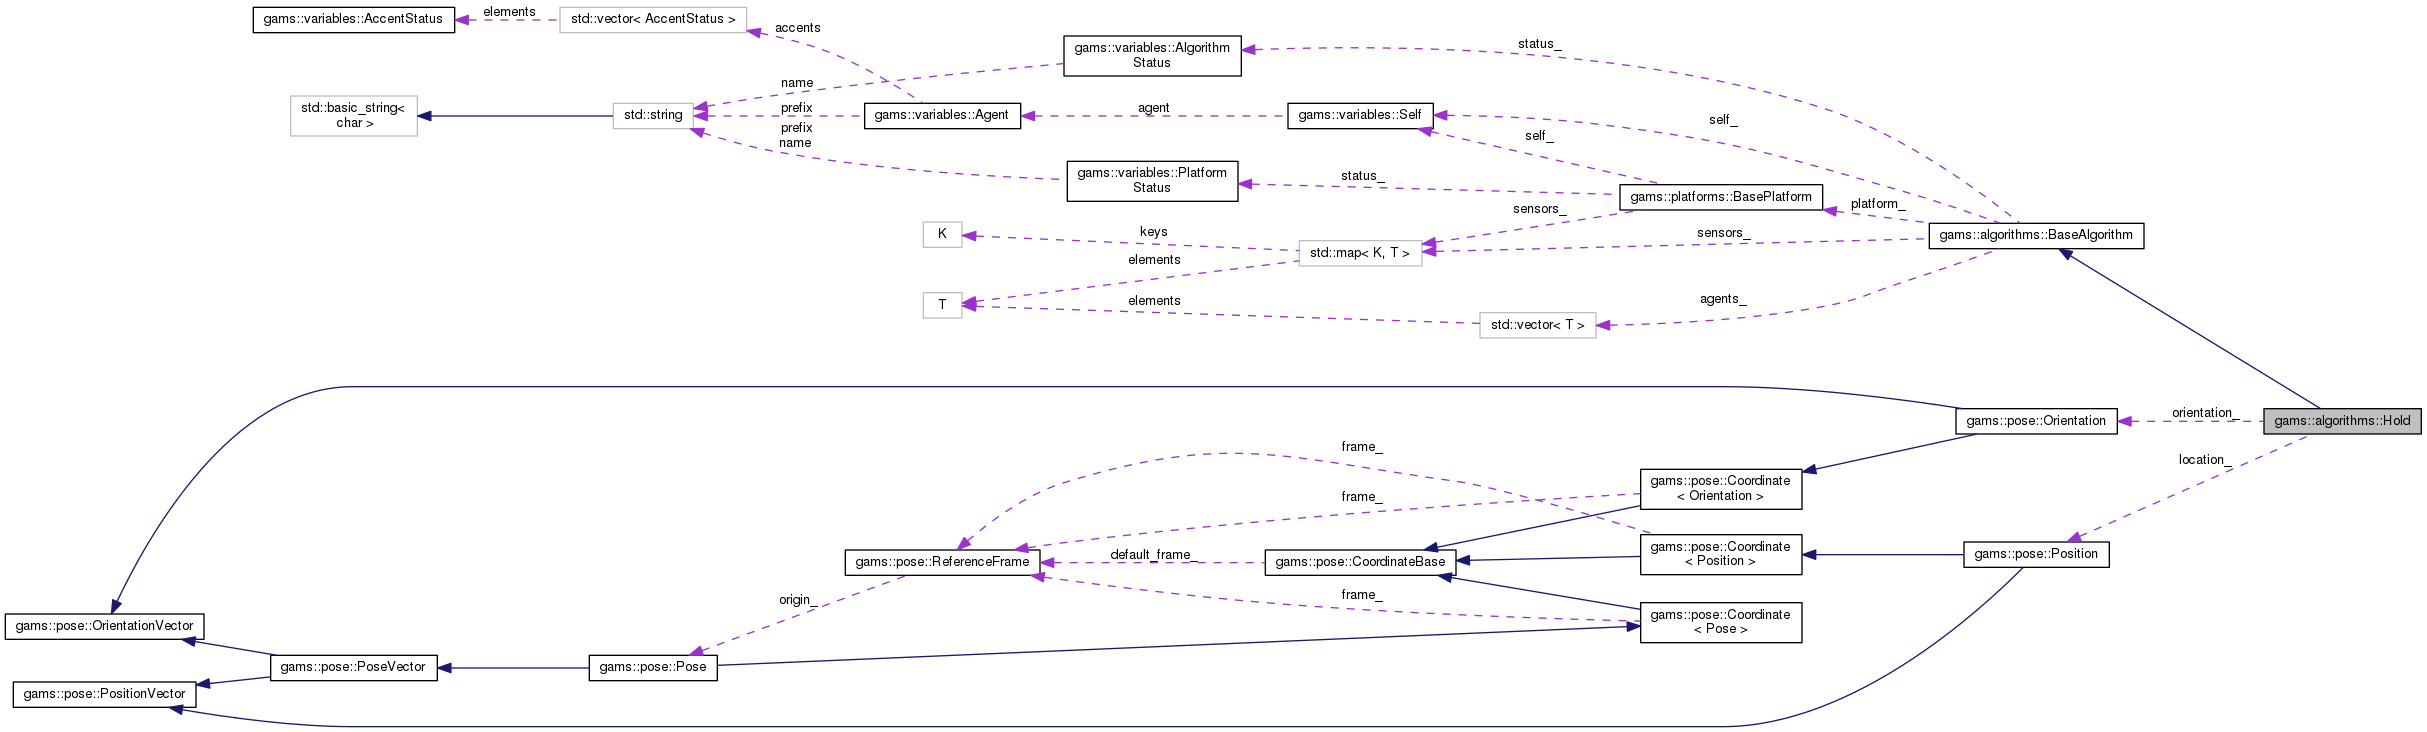 gams::variables::AccentStatus
elements
std::vector< AccentStatus >
accents
gams::variables::Algorithm
Status
status_
name
std::basic_string<
char >
std::string
prefix
gams::variables::Agent
agent
gams::variables::Self
self_
prefix
name
self_
gams::variables::Platform
Status
status_
gams::platforms::BasePlatform
platform_
gams::algorithms::BaseAlgorithm
sensors_
K
keys
std::map< K, T >
sensors_
elements
T
elements
std::vector< T >
agents_
gams::pose::Orientation
orientation_
gams::algorithms::Hold
frame_
location_
gams::pose::Coordinate
< Orientation >
frame_
gams::pose::ReferenceFrame
default_frame_
gams::pose::CoordinateBase
gams::pose::Coordinate
< Position >
gams::pose::Position
origin_
frame_
gams::pose::Coordinate
< Pose >
gams::pose::OrientationVector
gams::pose::PoseVector
gams::pose::Pose
gams::pose::PositionVector